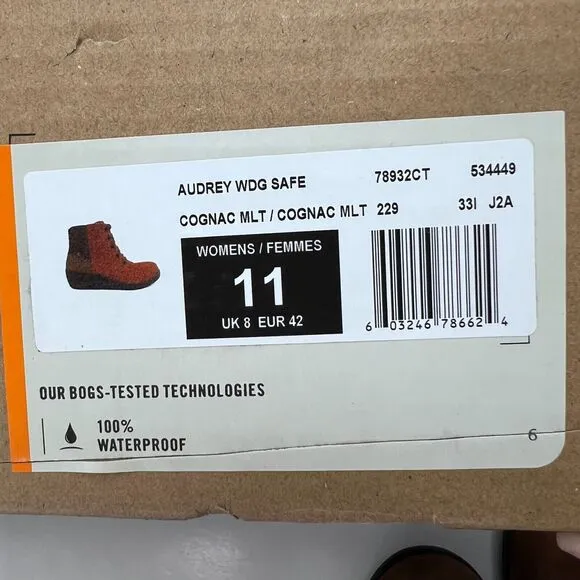 AUDREY WDG SAFE 78932CT 534449
COGNAC MLT / COGNAC MLT 229 33I J2A
WOMENS / FEMMES
11
UK 8 EUR 42
6 03246 78662 4
OUR BOGS-TESTED TECHNOLOGIES
100%
WATERPROOF
6